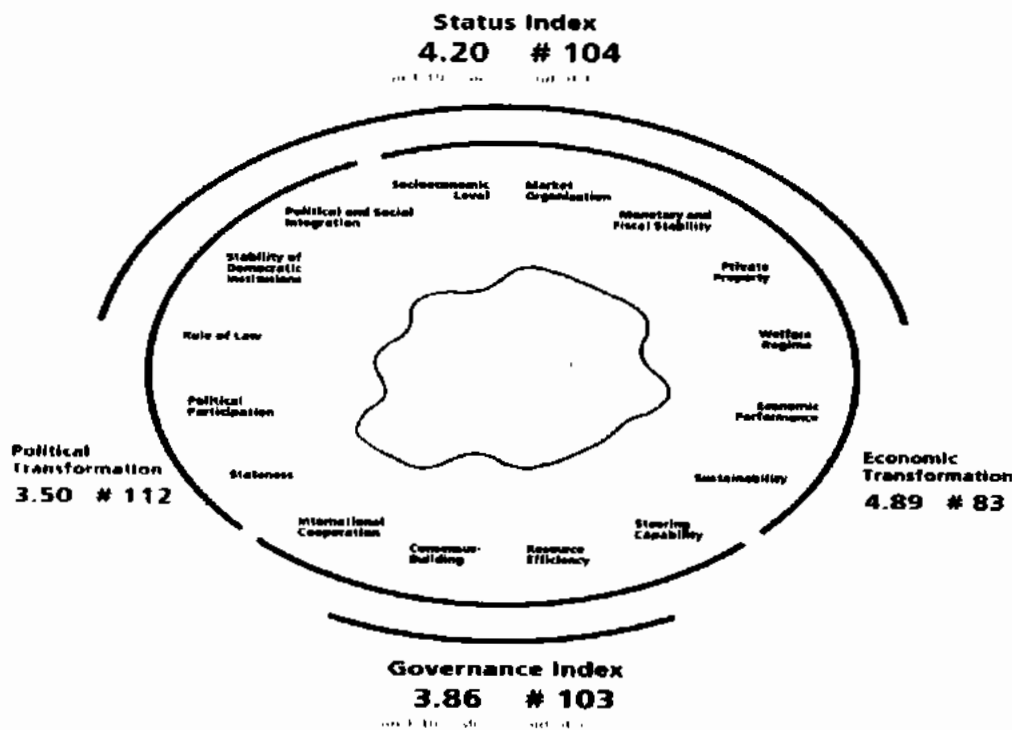 Status Index
4.20 # 104
Socioeconomic
Level
Market
Organisation
Political and Social
Integration
Monetary and
Fiscal Stability
Stability of
Democratic
Institutions
Private
Property
Rule of Law
Welfare
Regime
Political
Participation
Economic
Performance
Political
Transformation
3.50 # 112
Economic
Transformation
4.89 # 83
Stateness
Sustainability
International
Cooperation
Consensus-
Building
Resource
Efficiency
Steering
Capability
Governance Index
3.86 # 103